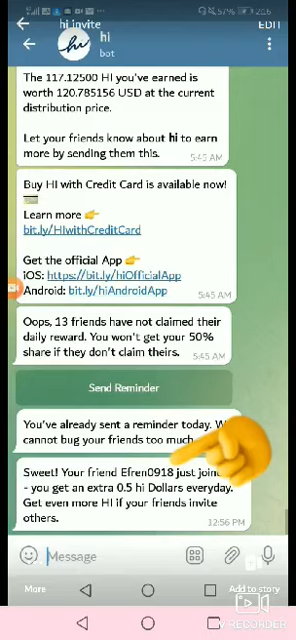 57% 20:6
hi invite
EDIT
hi
bot
The 117.12500 HI you've earned is
worth 120.785156 USD at the current
distribution price.
Let your friends know about hi to earn
more by sending them this.
5:45 AM
Buy HI with Credit Card is available now!
Learn more
bit.ly/HIwithCreditCard
Get the official App
iOS: https://bit.ly/hiOfficialApp
Android: bit.ly/hiAndroidApp
5:45 AM
Oops, 13 friends have not claimed their
daily reward. You won't get your 50%
share if they don't claim theirs.
5:45 AM
Send Reminder
You've already sent a reminder today. W
cannot bug your friends too much
Sweet! Your friend Efren0918 just join
- you get an extra 0.5 hi Dollars everyday.
Get even more HI if your friends invite
others.
12:56 PM
Message
More
Add to story
RECORDER